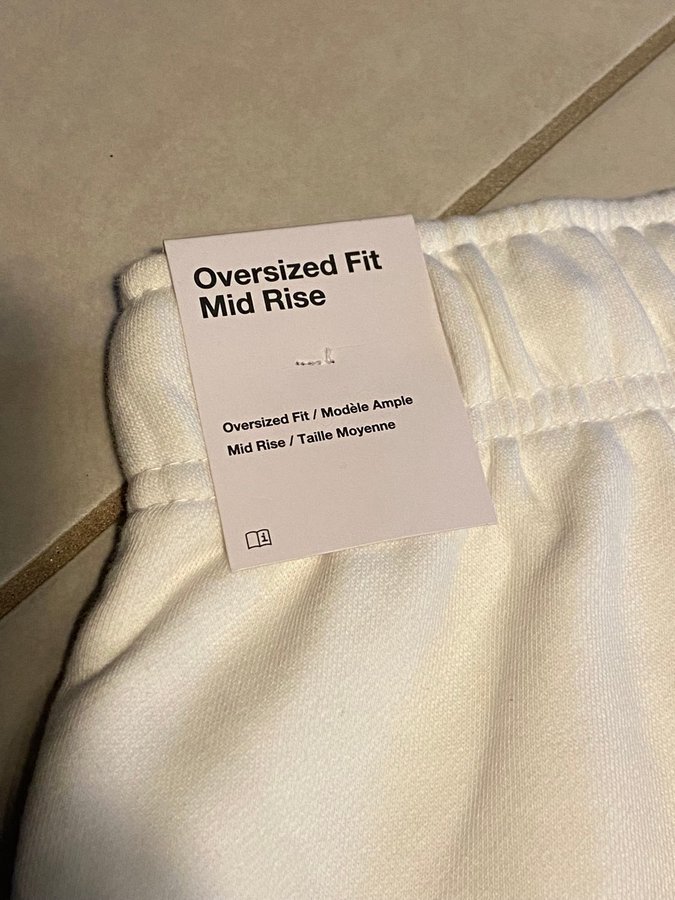 Oversized Fit
Mid Rise
Oversized Fit / Modèle Ample
Mid Rise / Taille Moyenne
i